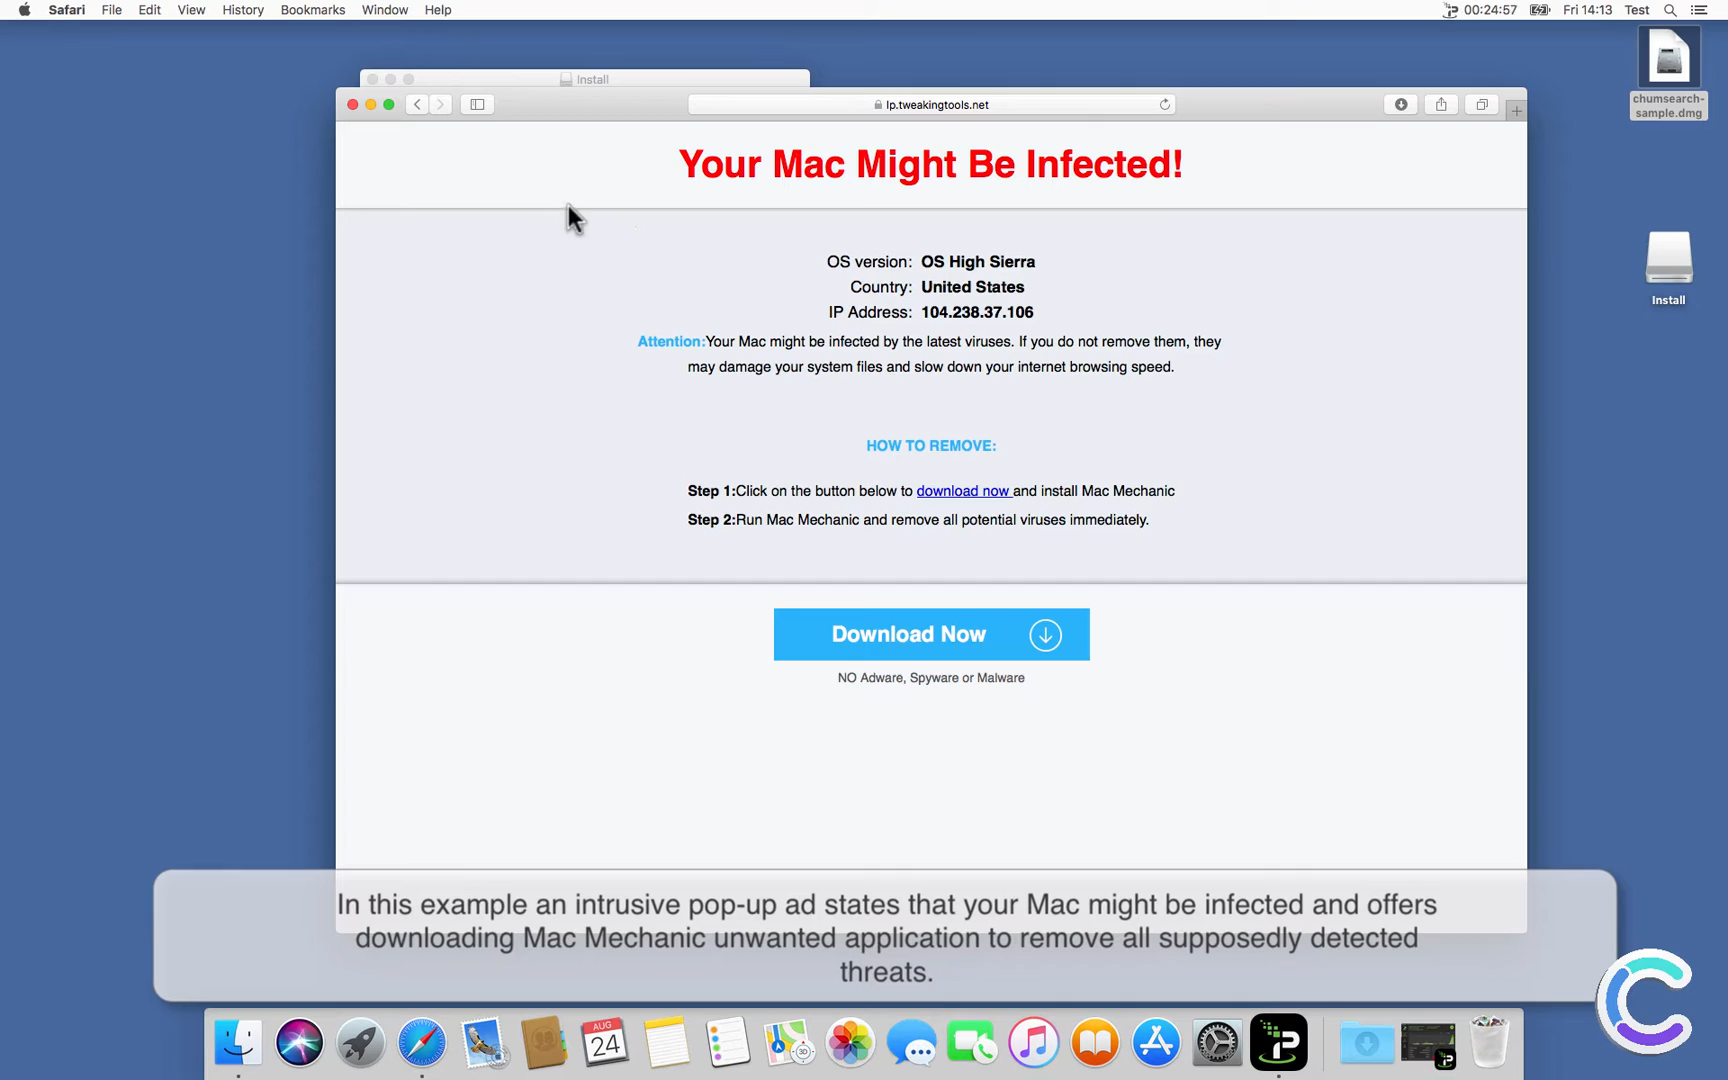 Safari File Edit View History Bookmarks Window Help 00:24:57 Fri 14:13 Test
chumsearch-
sample.dmg
Install
Install
lp.tweakingtools.net
Your Mac Might Be Infected!
OS version: OS High Sierra
Country: United States
IP Address: 104.238.37.106
Attention:Your Mac might be infected by the latest viruses. If you do not remove them, they
may damage your system files and slow down your internet browsing speed.
HOW TO REMOVE:
Step 1:Click on the button below to download now and install Mac Mechanic
Step 2:Run Mac Mechanic and remove all potential viruses immediately.
Download Now
NO Adware, Spyware or Malware
In this example an intrusive pop-up ad states that your Mac might be infected and offers
downloading Mac Mechanic unwanted application to remove all supposedly detected
threats.
AUG
24
3D